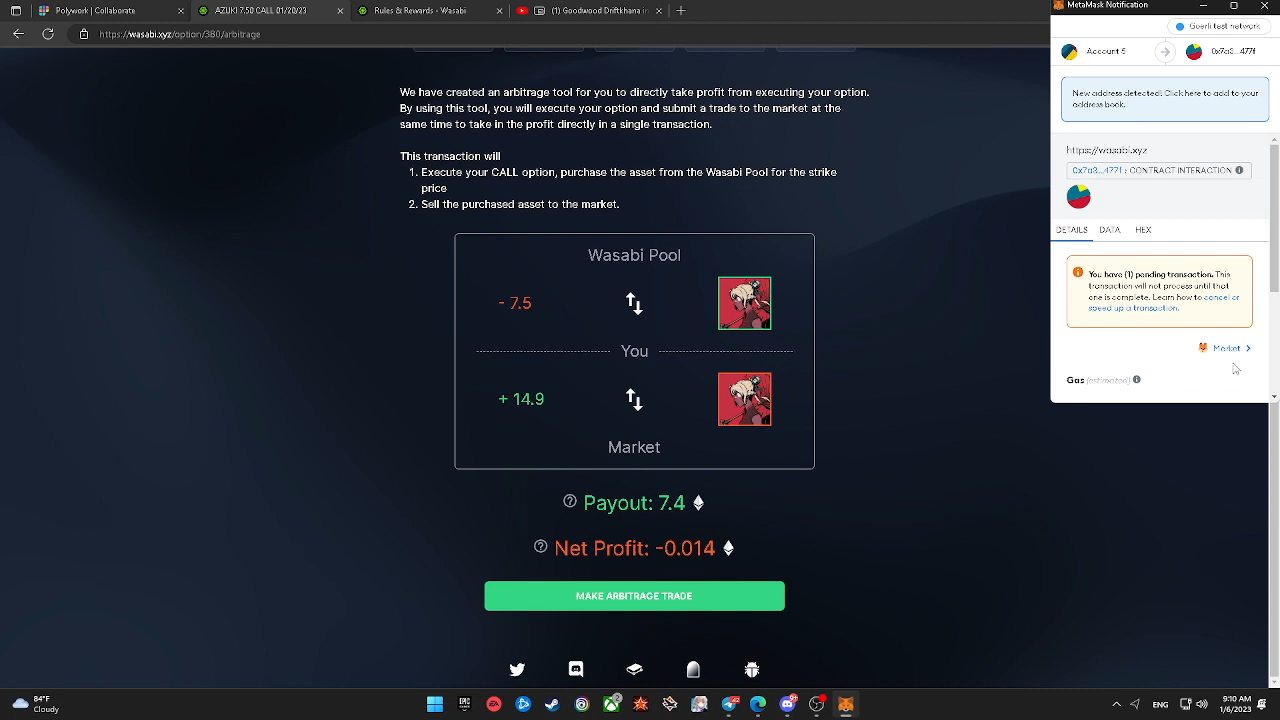 Polywork | Collaborate
AZUKI 7.50 CALL 01/20/23
Rules & Rewards - Wasabi
(1) Goodwood Driftkhana in
https://wasabi.xyz/option/380/arbitrage
We have created an arbitrage tool for you to directly take profit from executing your option.
By using this tool, you will execute your option and submit a trade to the market at the
same time to take in the profit directly in a single transaction.
This transaction will
1. Execute your CALL option, purchase the asset from the Wasabi Pool for the strike
price
2. Sell the purchased asset to the market.
Wasabi Pool
- 7.5
You
+ 14.9
Market
Payout: 7.4
Net Profit: -0.014
MAKE ARBITRAGE TRADE
MetaMask Notification
Goerli test network
Account 5
0x7a3...477f
New address detected! Click here to add to your
address book.
https://wasabi.xyz
0x7a3...477f : CONTRACT INTERACTION
DETAILS DATA HEX
You have (1) pending transaction. This
transaction will not process until that
one is complete. Learn how to cancel or
speed up a transaction.
Market
Gas (estimated)
84°F
Cloudy
9:10 AM
1/6/2023